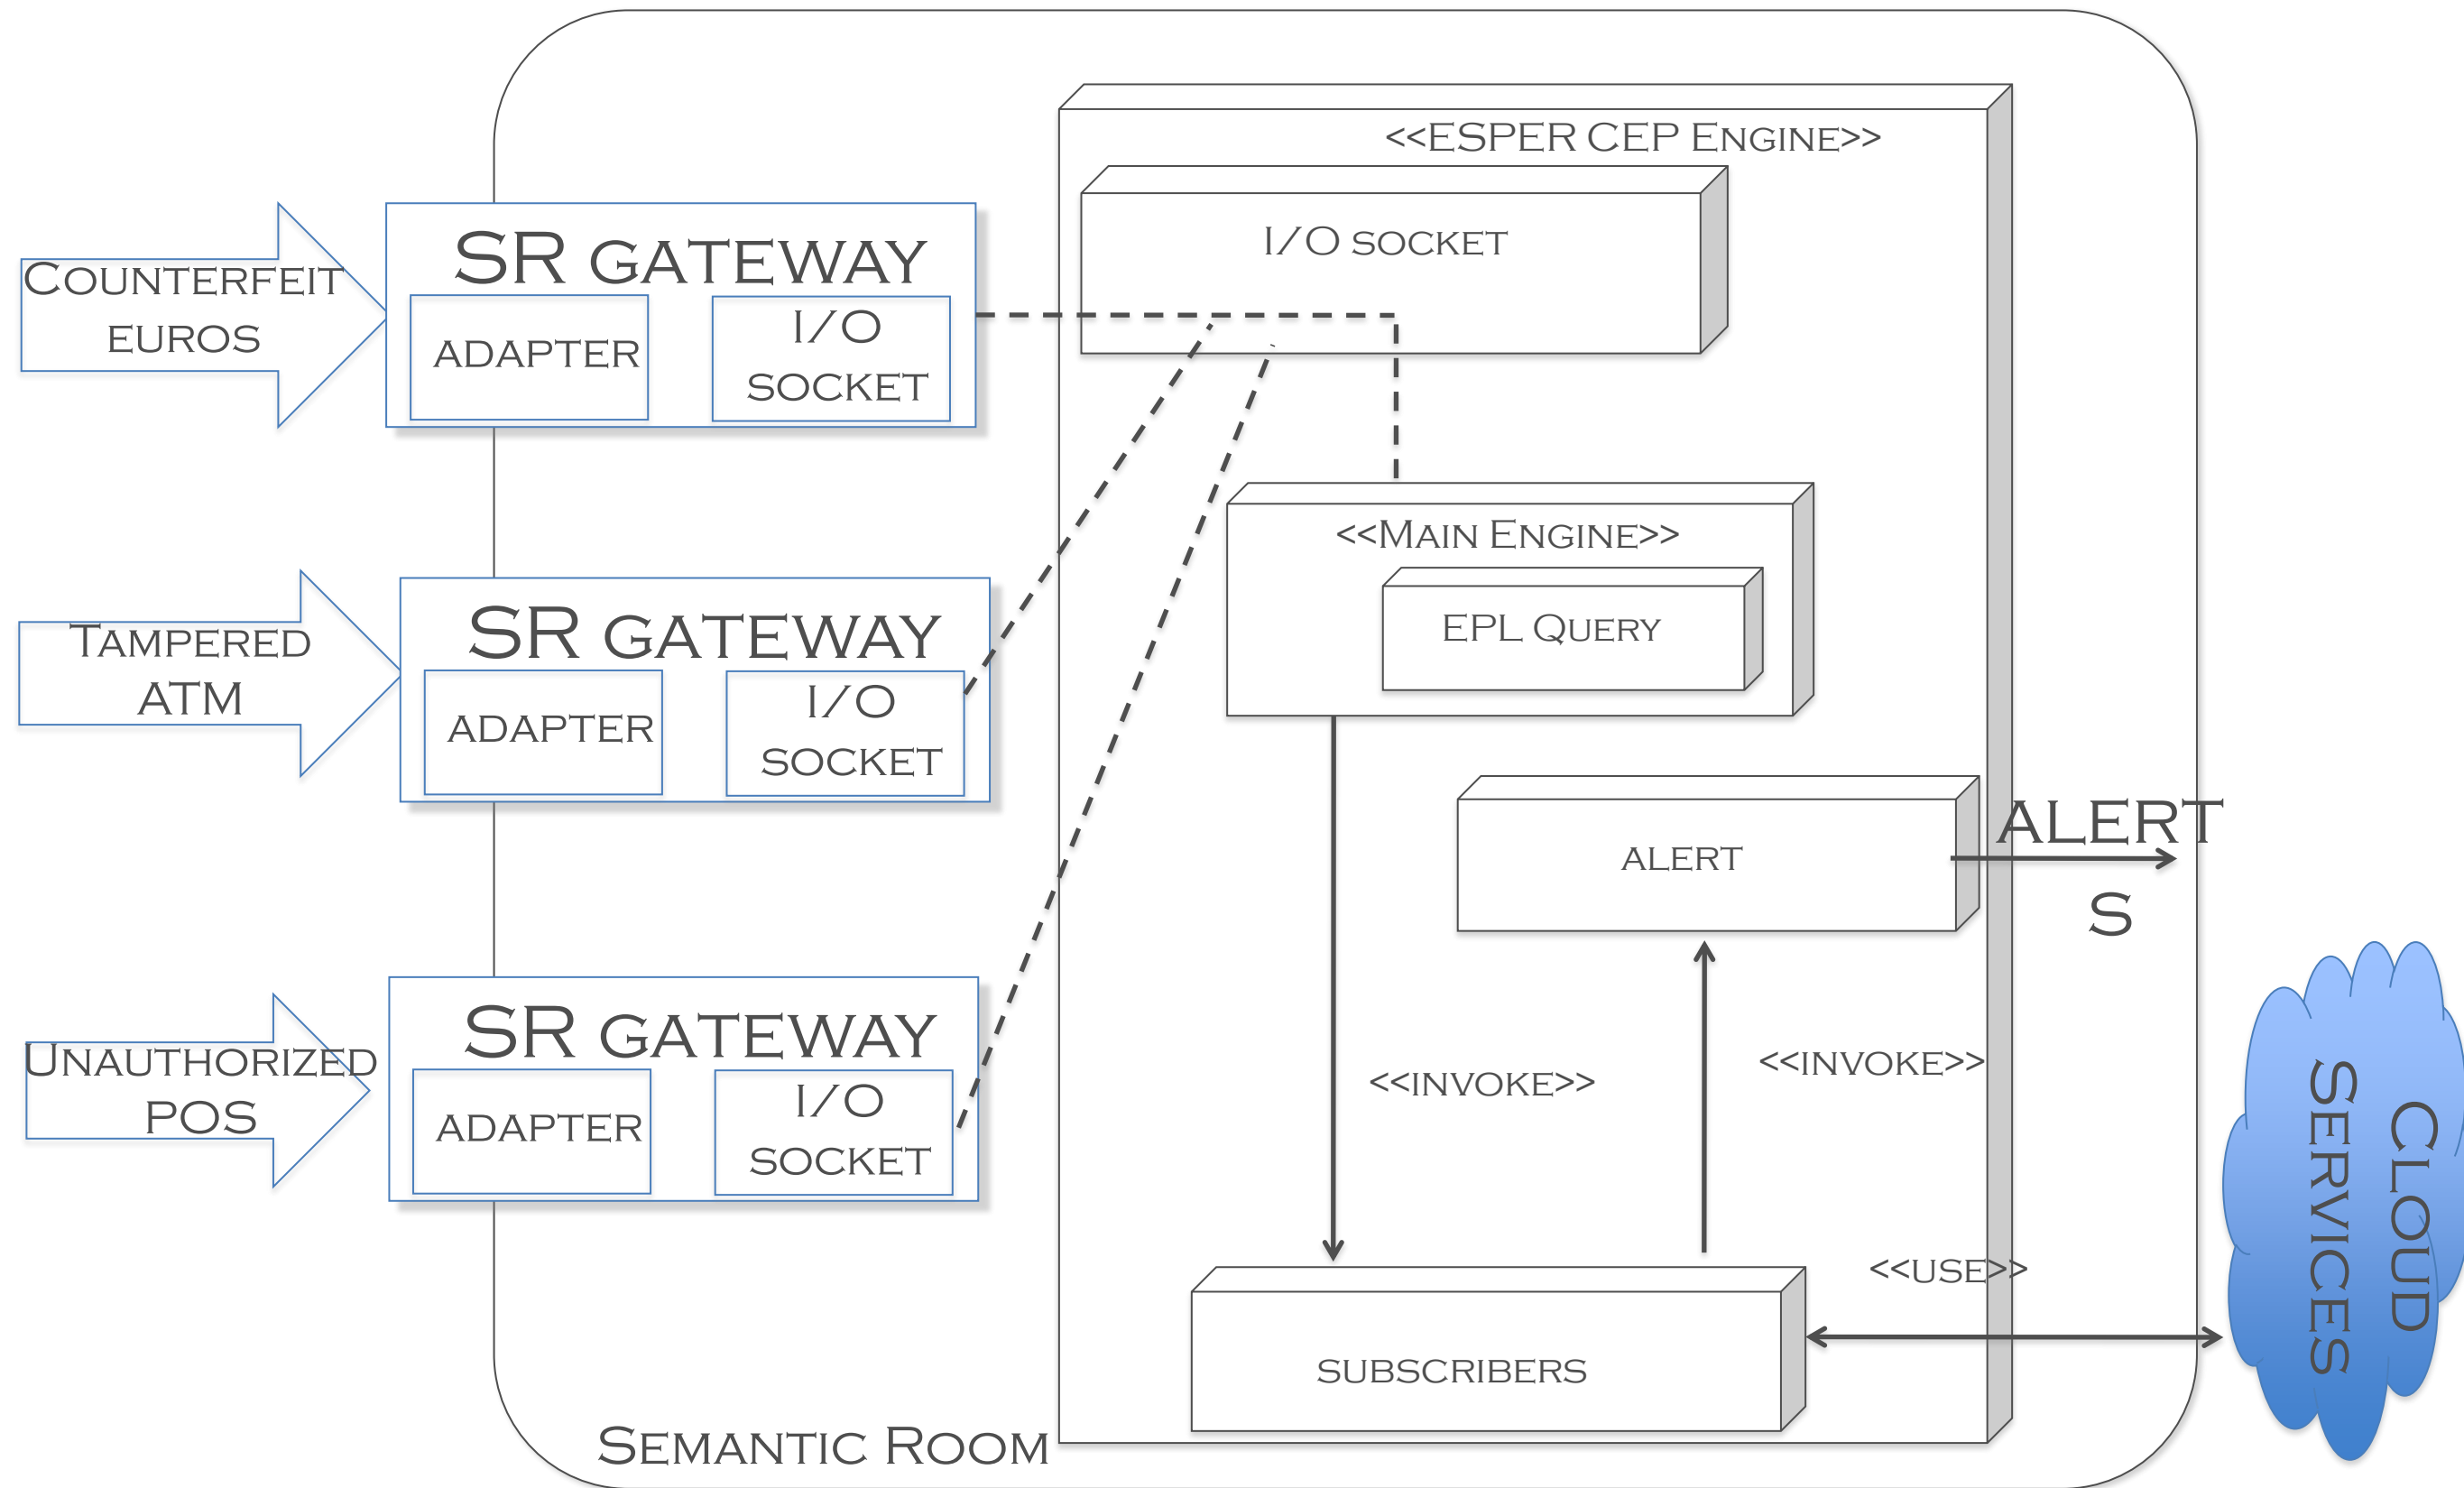 <<ESPER CEP Engine>>
I/O socket
Counterfeit
euros
SR gateway
adapter
I/O
socket
<<Main Engine>>
EPL Query
Tampered
ATM
SR gateway
adapter
I/O
socket
alert
alert
s
Unauthorized
POS
SR gateway
adapter
I/O
socket
<<invoke>>
<<invoke>>
<<use>>
subscribers
Cloud
Services
Semantic Room